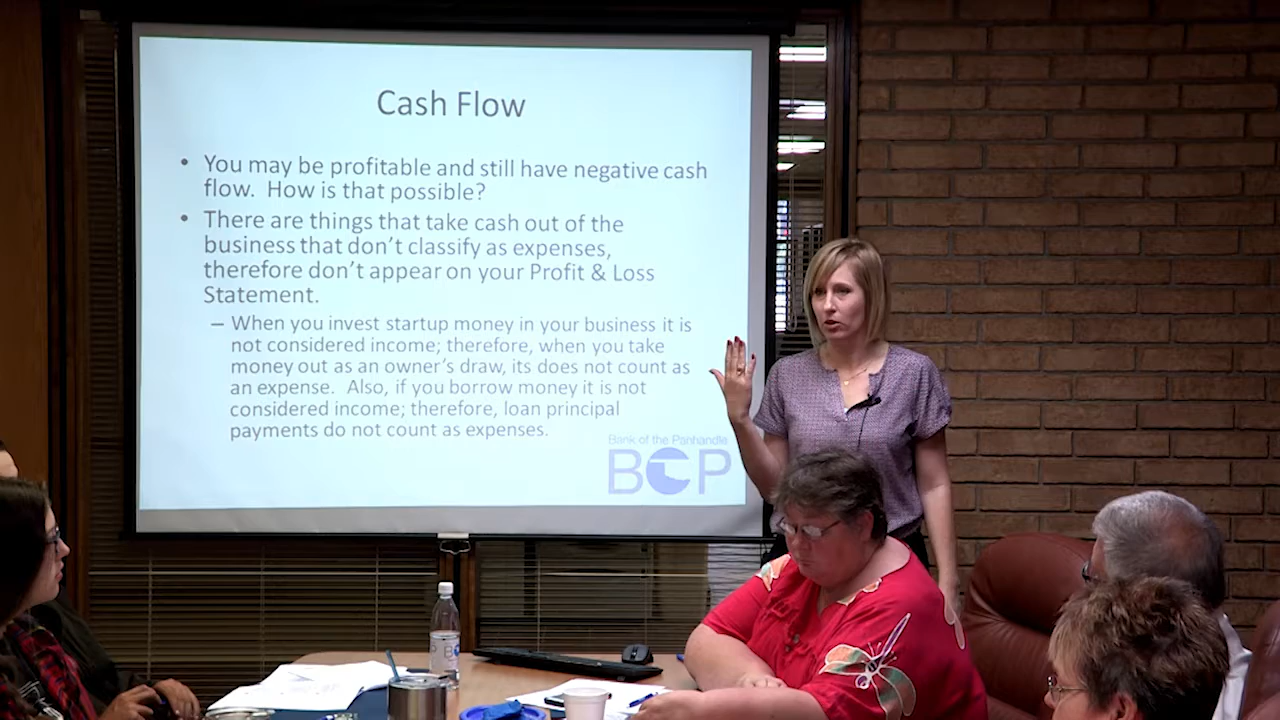 Cash Flow
• You may be profitable and still have negative cash
flow. How is that possible?
• There are things that take cash out of the
business that don't classify as expenses,
therefore don't appear on your Profit & Loss
Statement.
– When you invest startup money in your business it is
not considered income; therefore, when you take
money out as an owner's draw, its does not count as
an expense. Also, if you borrow money it is not
considered income; therefore, loan principal
payments do not count as expenses.
Bank of the Panhandle
BCP